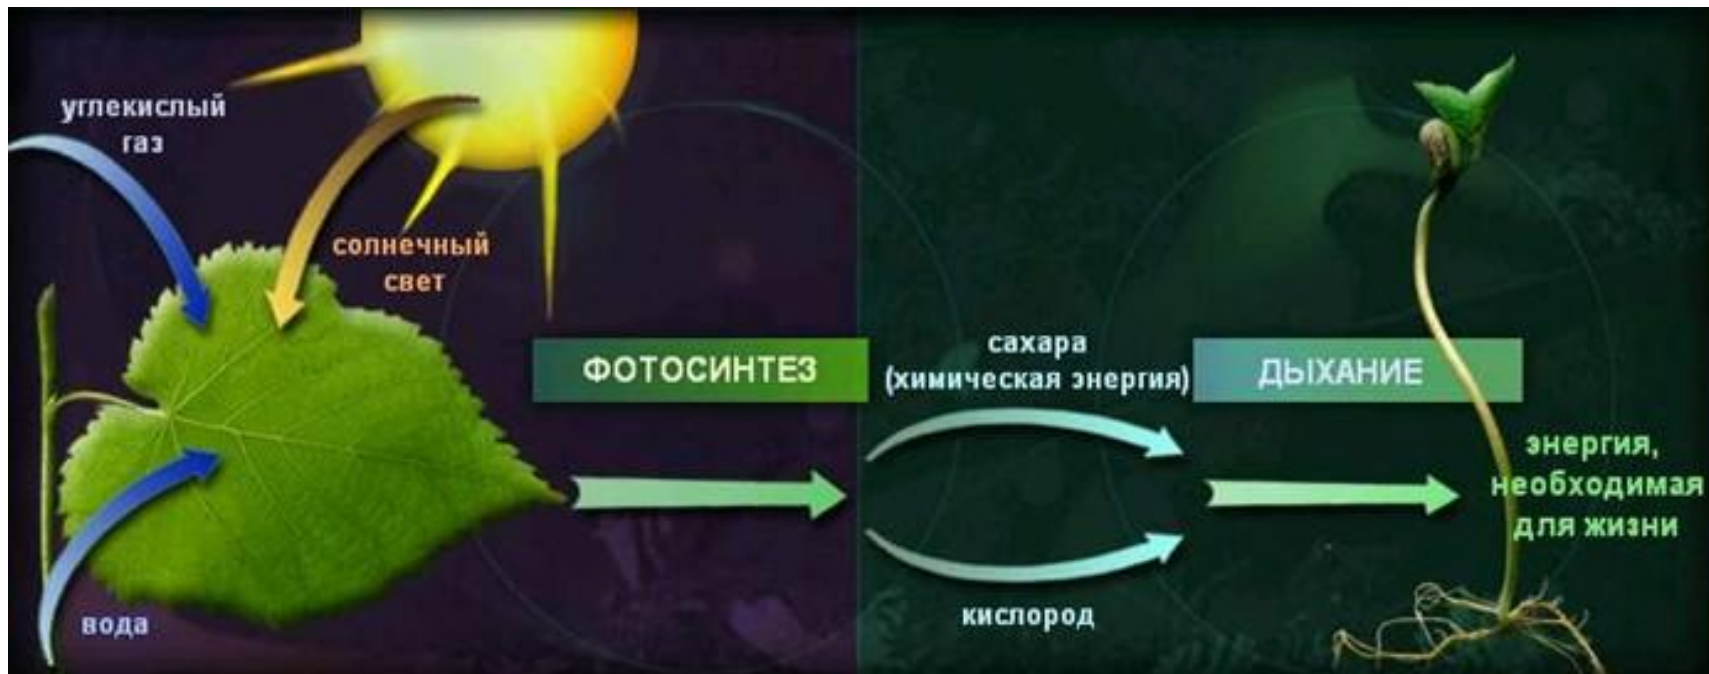 углекислый
газ
солнечный
свет
ФОТОСИНТЕЗ
вода
сахара
(химическая энергия)
кислород
ДЫХАНИЕ
энергия,
необходимая
для жизни